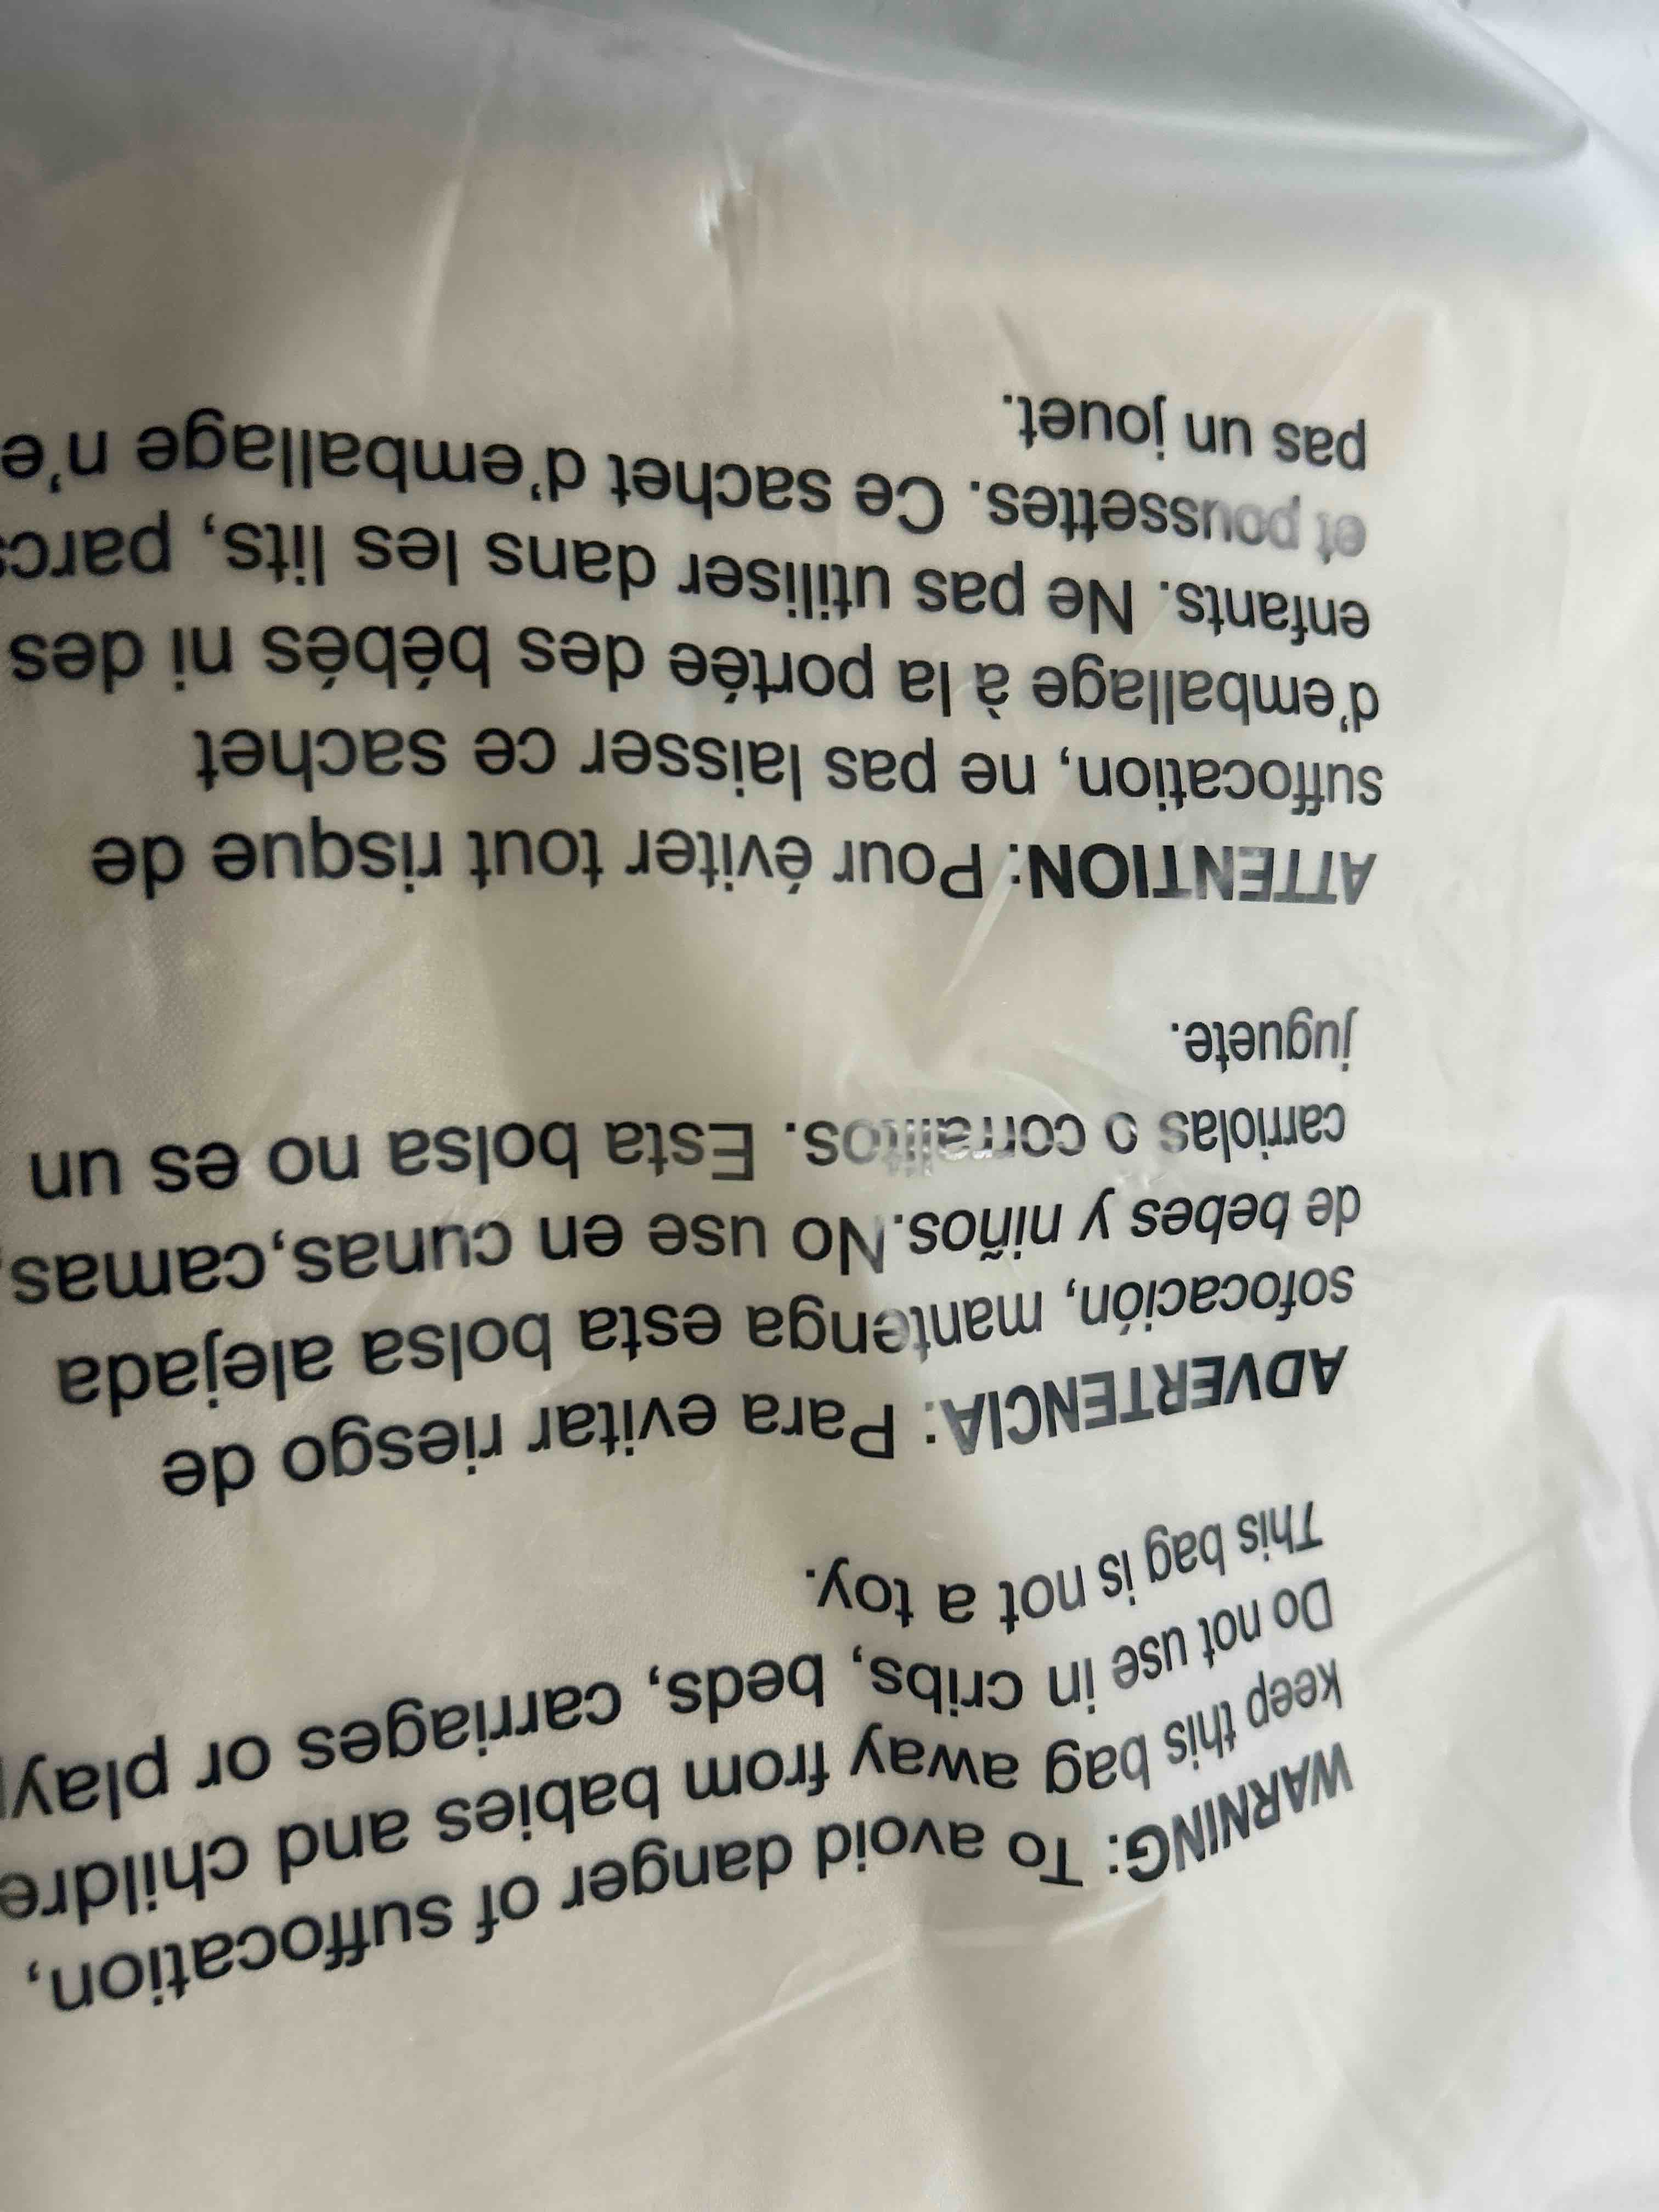 WARNING: To avoid danger of suffocation,
keep this bag away from babies and childre
Do not use in cribs, beds, carriages or play
This bag is not a toy.
ADVERTENCIA: Para evitar riesgo de
sofocación, mantenga esta bolsa alejada
de bebes y niños.No use en cunas,camas,
carriolas o corralitos. Esta bolsa no es un
juguete.
ATTENTION: Pour éviter tout risque de
suffocation, ne pas laisser ce sachet
d'emballage à la portée des bébés ni des
enfants. Ne pas utiliser dans les lits, parcs
et poussettes. Ce sachet d'emballage n'e
pas un jouet.